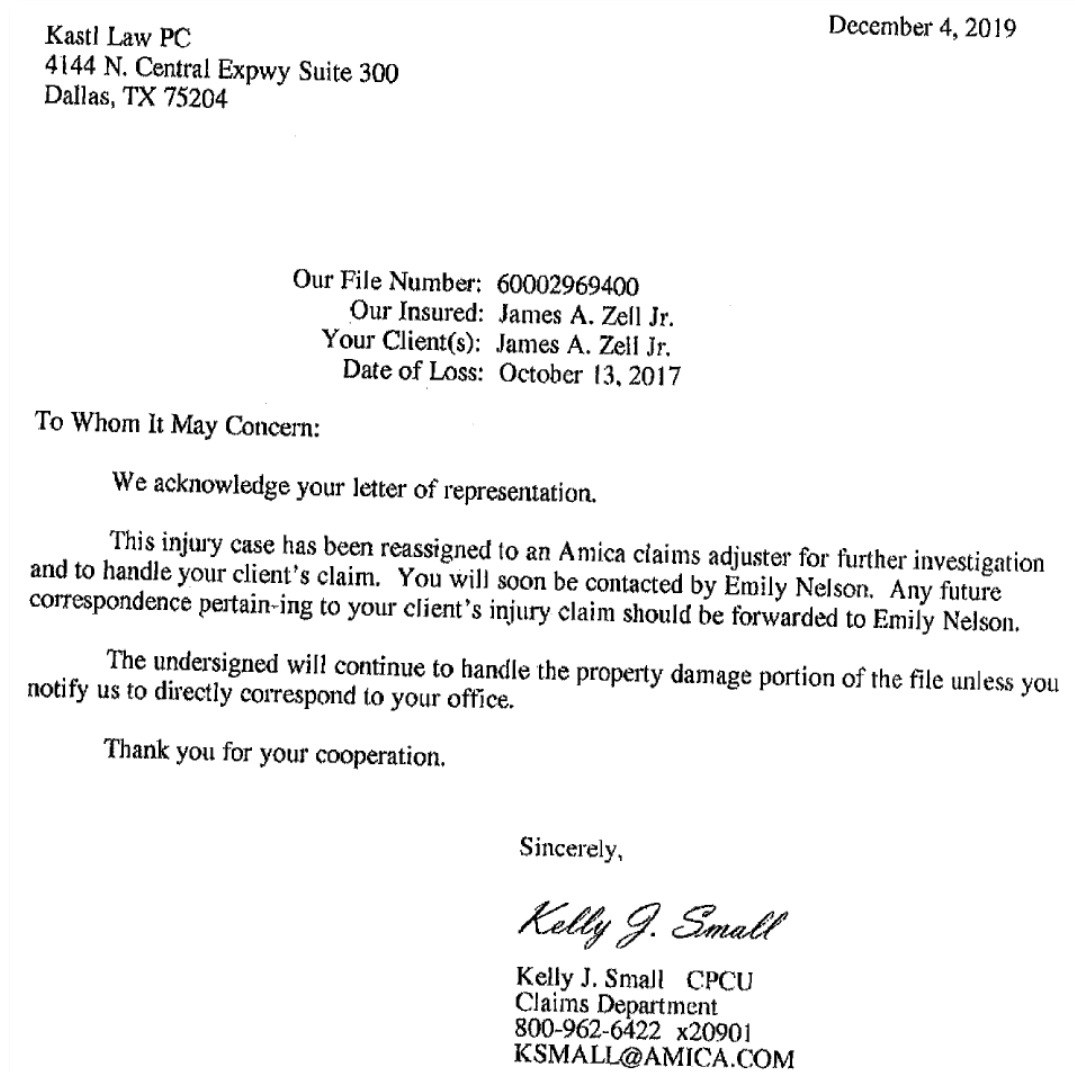 December 4, 2019
Kastl Law PC
4144 N. Central Expwy Suite 300
Dallas, TX 75204
Our File Number: 60002969400
Our Insured: James A. Zell Jr.
Your Client(s): James A. Zell Jr.
Date of Loss: October 13, 2017
To Whom It May Concern:
We acknowledge your letter of representation.
This injury case has been reassigned to an Amica claims adjuster for further investigation
and to handle your client's claim. You will soon be contacted by Emily Nelson. Any future
correspondence pertain-ing to your client's injury claim should be forwarded to Emily Nelson.
The undersigned will continue to handle the property damage portion of the file unless you
notify us to directly correspond to your office.
Thank you for your cooperation.
Sincerely,
Kelly J. Small
Kelly J. Small CPCU
Claims Department
800-962-6422 x20901
KSMALL@AMICA.COM